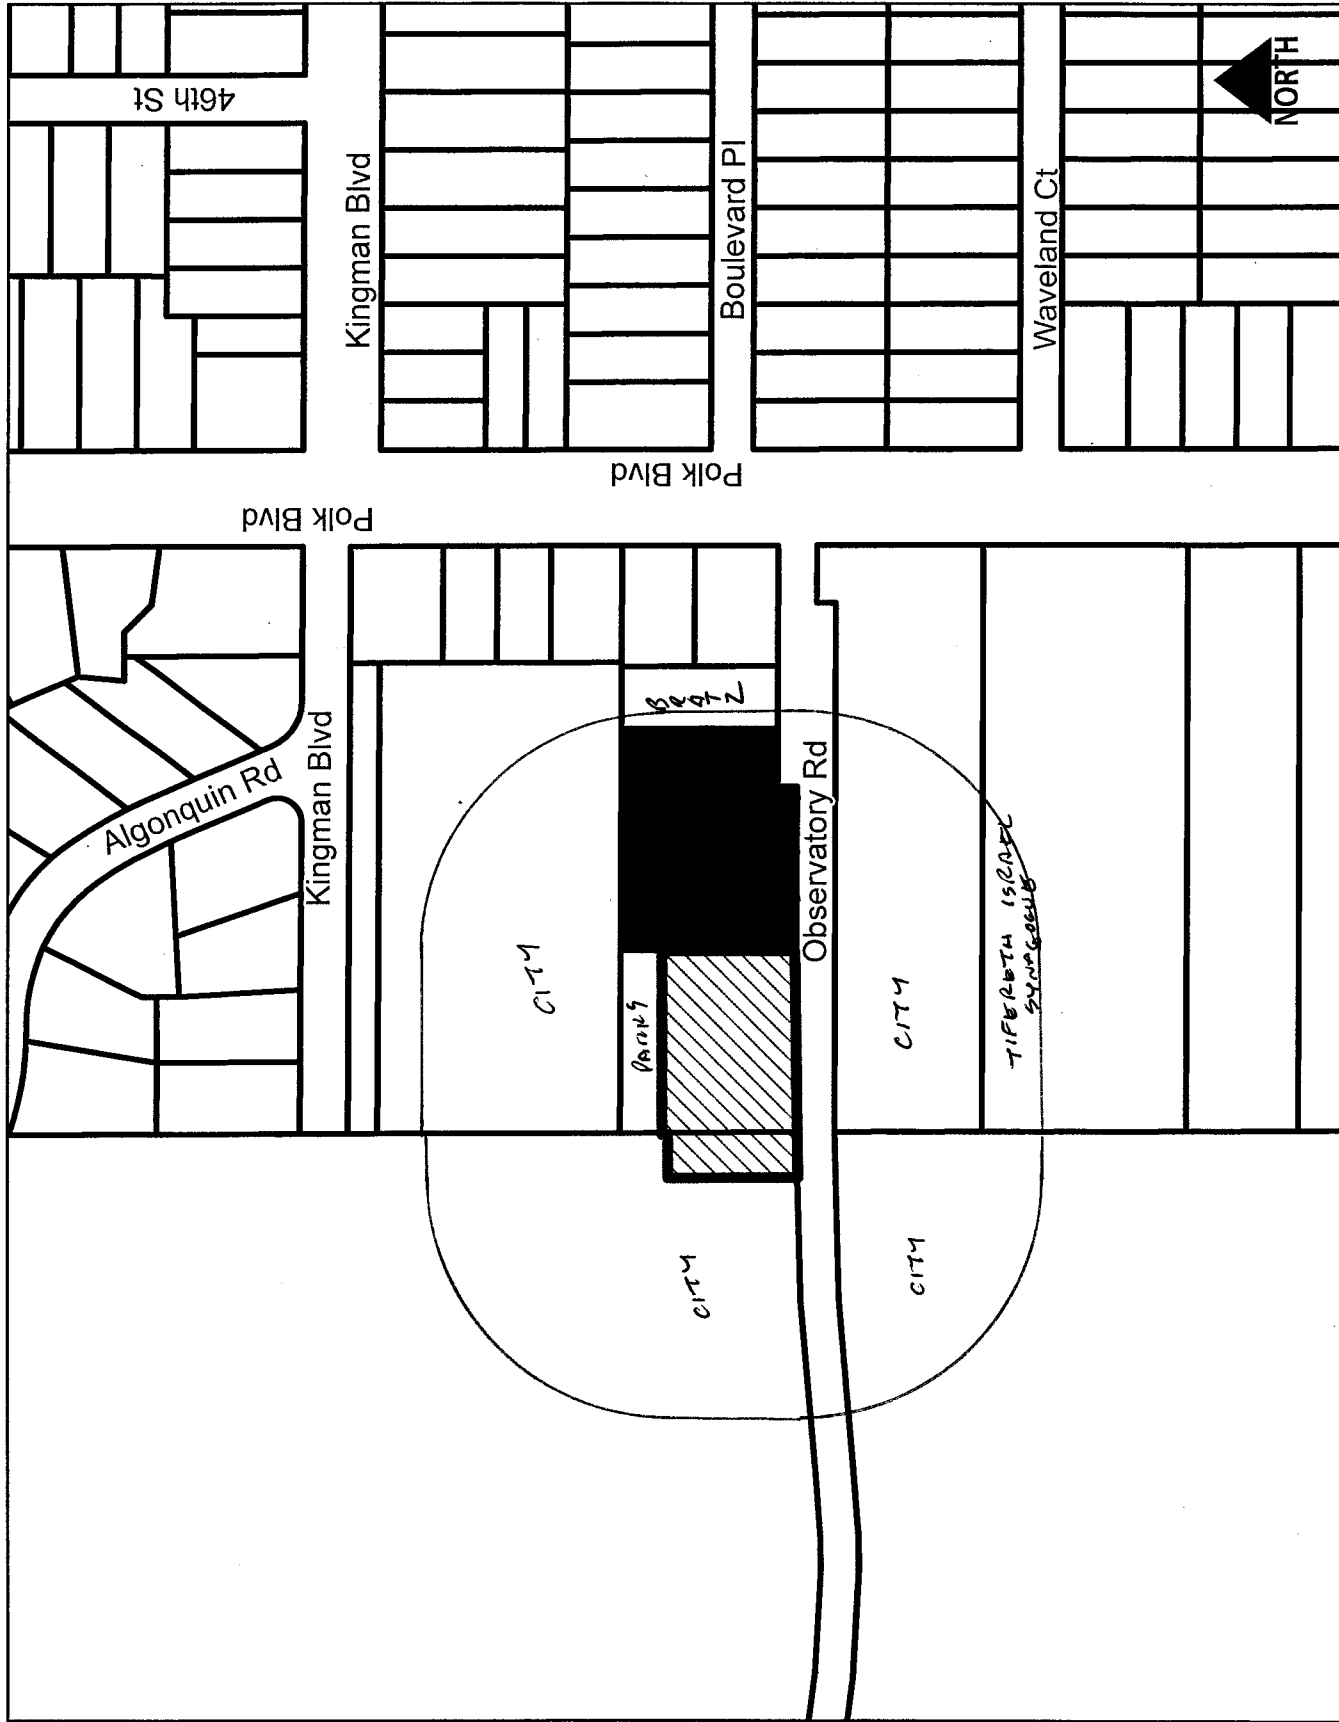 46th St
Kingman Blvd
Boulevard Pl
Waveland Ct
NORTH
Polk Blvd
Polk Blvd
Algonquin Rd
Kingman Blvd
BRATZ
Observatory Rd
CITY
CITY
TIFERETH ISRAEL
SYNAGOGUE
CITY
CITY